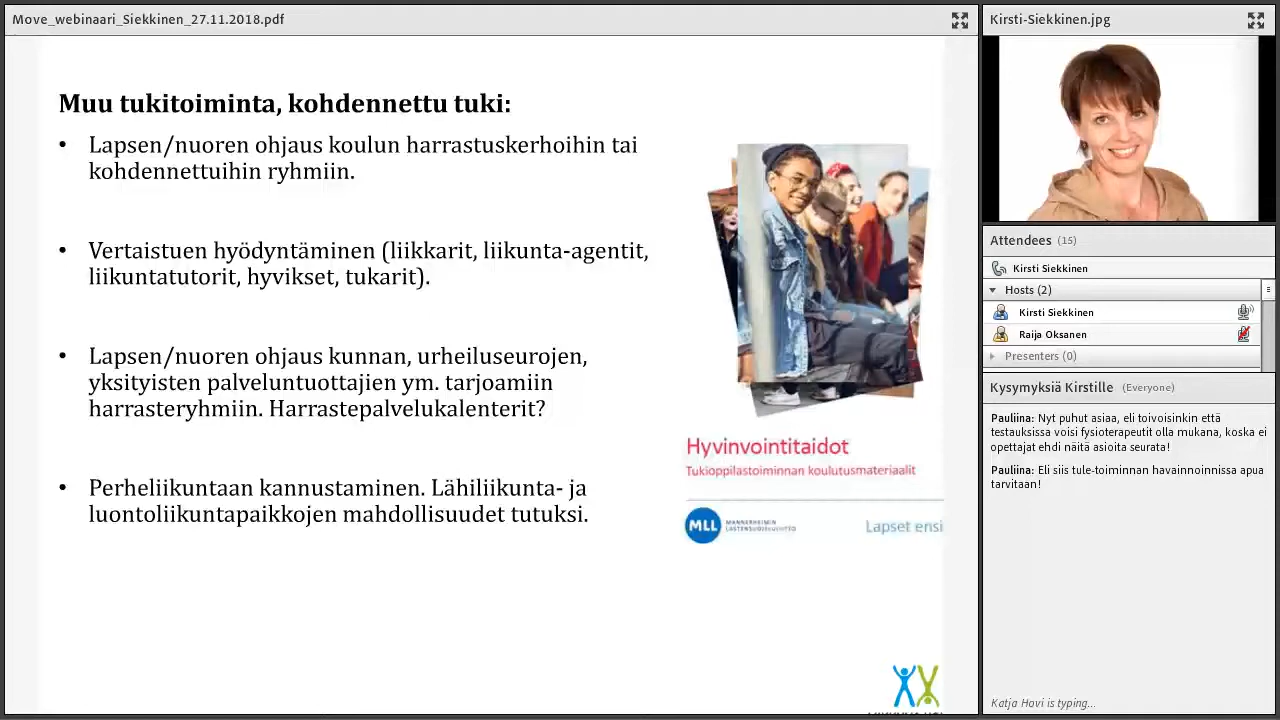 Move_webinaari_Siekkinen_27.11.2018.pdf
Muu tukitoiminta, kohdennettu tuki:
• Lapsen/nuoren ohjaus koulun harrastuskerhoihin tai
kohdennettuihin ryhmiin.
• Vertaistuen hyödyntäminen (liikkarit, liikunta-agentit,
liikuntatutorit, hyvikset, tukarit).
• Lapsen/nuoren ohjaus kunnan, urheiluseurojen,
yksityisten palveluntuottajien ym. tarjoamiin
harrasteryhmiin. Harrastepalvelukalenterit?
• Perheliikuntaan kannustaminen. Lähiliikunta- ja
luontoliikuntapaikkojen mahdollisuudet tutuksi.
Hyvinvointitaidot
Tukioppilastoiminnan koulutusmateriaalit
MLL
MANNERHEIMIN
LASTENSUOJELULIITTO
Lapset ensi
Kirsti-Siekkinen.jpg
Attendees (15)
Kirsti Siekkinen
Hosts (2)
Kirsti Siekkinen
Raija Oksanen
Presenters (0)
Kysymyksiä Kirstille (Everyone)
Pauliina: Nyt puhut asiaa, eli toivoisinkin että
testauksissa voisi fysioterapeutit olla mukana, koska ei
opettajat ehdi näitä asioita seurata!
Pauliina: Eli siis tule-toiminnan havainnoinnissa apua
tarvitaan!
Katja Hovi is typing...